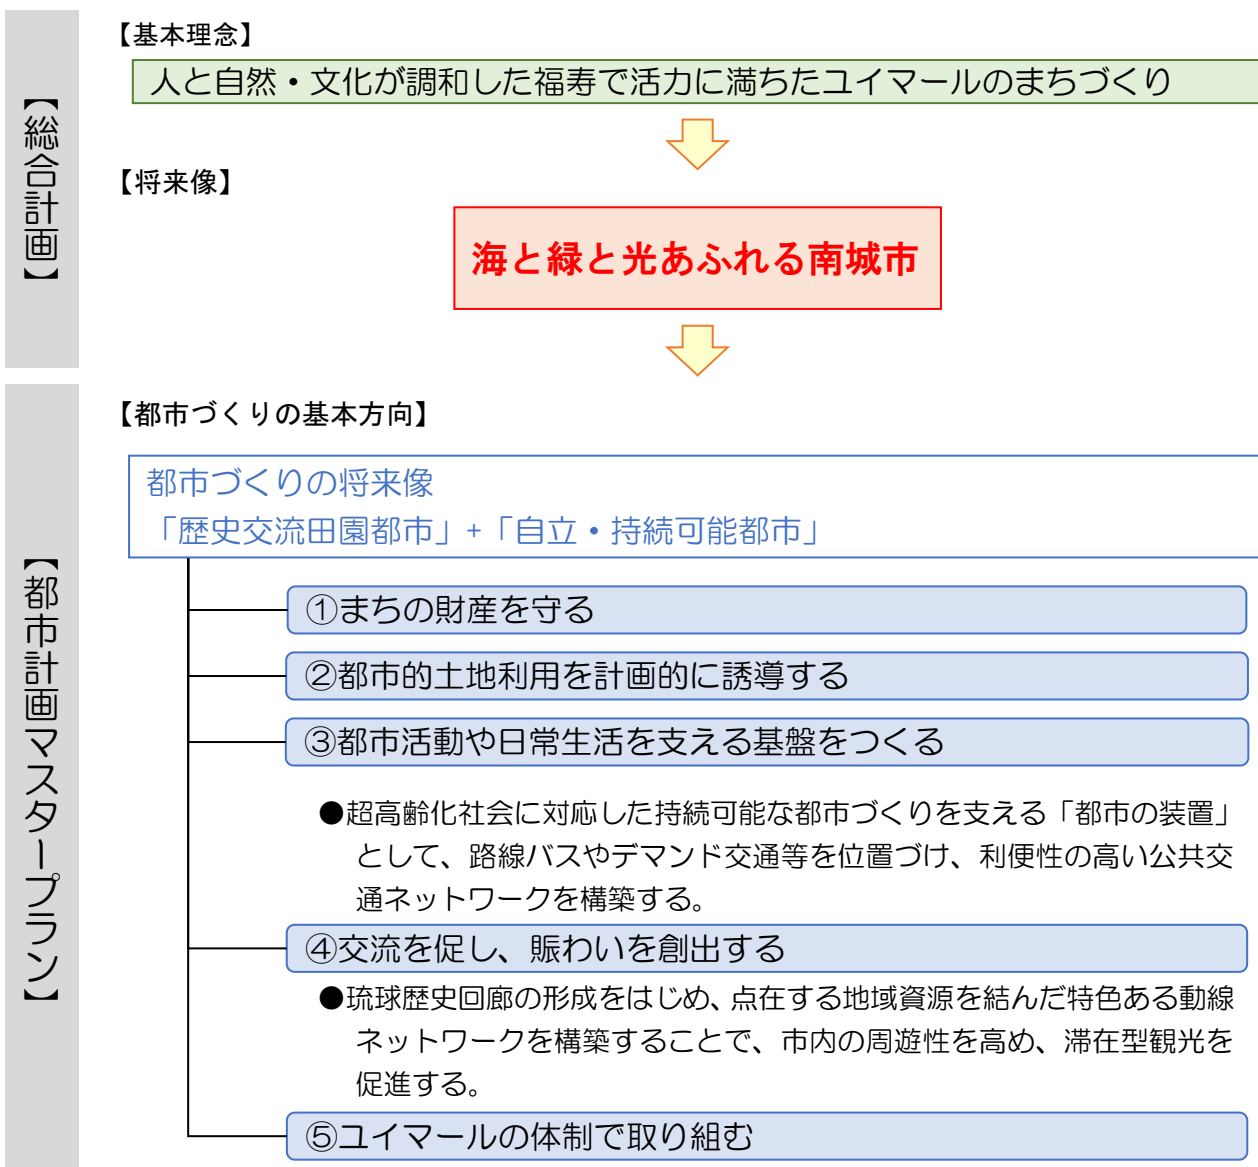 【総合計画】
【基本理念】
人と自然・文化が調和した福寿で活力に満ちたユイマールのまちづくり
【将来像】
海と緑と光あふれる南城市
【都市計画マスタープラン】
【都市づくりの基本方向】
都市づくりの将来像
「歴史交流田園都市」+「自立・持続可能都市」
①まちの財産を守る
②都市的土地利用を計画的に誘導する
③都市活動や日常生活を支える基盤をつくる
●超高齢化社会に対応した持続可能な都市づくりを支える「都市の装置」
として、路線バスやデマンド交通等を位置づけ、利便性の高い公共交
通ネットワークを構築する。
④交流を促し、賑わいを創出する
●琉球歴史回廊の形成をはじめ、点在する地域資源を結んだ特色ある動線
ネットワークを構築することで、市内の周遊性を高め、滞在型観光を
促進する。
⑤ユイマールの体制で取り組む